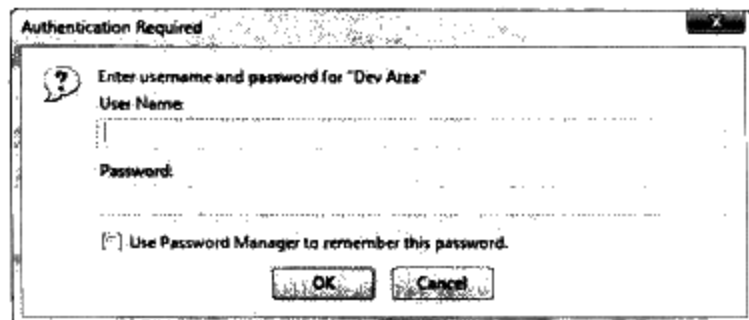 Authentication Required
Enter username and password for "Dev Area"
User Name:
Password:
Use Password Manager to remember this password.
OK
Cancel